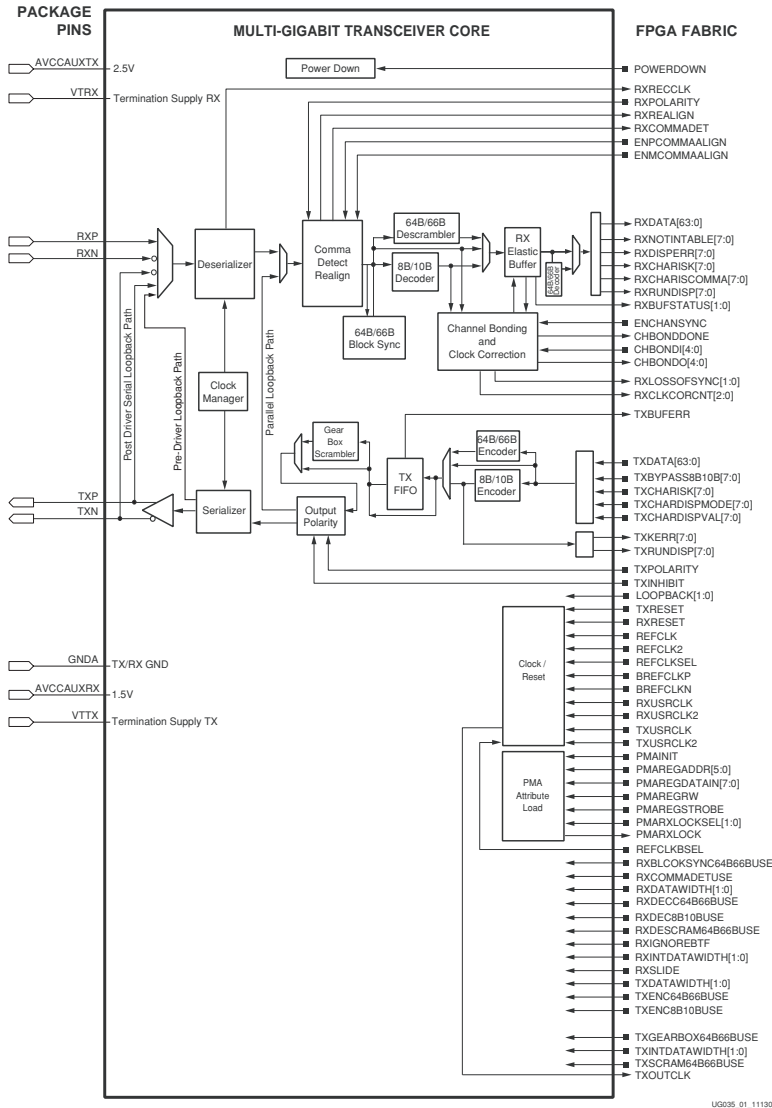 PACKAGE
PINS
MULTI-GIGABIT TRANSCEIVER CORE
FPGA FABRIC
AVCCAUXTX
2.5V
VTRX
Termination Supply RX
Power Down
POWERDOWN
RXRECCLK
RXPOLARITY
RXREALIGN
RXCOMMADET
ENPCOMMAALIGN
ENMCOMMAALIGN
RXP
RXN
Deserializer
Comma
Detect
Realign
64B/66B
Descrambler
8B/10B
Decoder
64B/66B
Block Sync
RX
Elastic
Buffer
64B/66B
Decoder
Channel Bonding
and
Clock Correction
RXDATA[63:0]
RXNOTINTABLE[7:0]
RXDISPERR[7:0]
RXCHARISK[7:0]
RXCHARISCOMMA[7:0]
RXRUNDISP[7:0]
RXBUFSTATUS[1:0]
ENCHANSYNC
CHBONDDONE
CHBONDI[4:0]
CHBONDO[4:0]
RXLOSSOFSYNC[1:0]
RXCLKCORCNT[2:0]
TXBUFERR
Post Driver Serial Loopback Path
Pre-Driver Loopback Path
Parallel Loopback Path
Clock
Manager
Gear
Box
Scrambler
TX
FIFO
64B/66B
Encoder
8B/10B
Encoder
TXDATA[63:0]
TXBYPASS8B10B[7:0]
TXCHARISK[7:0]
TXCHARDISPMODE[7:0]
TXCHARDISPVAL[7:0]
TXP
TXN
Serializer
Output
Polarity
TXKERR[7:0]
TXRUNDISP[7:0]
TXPOLARITY
TXINHIBIT
LOOPBACK[1:0]
TXRESET
RXRESET
REFCLK
REFCLK2
REFCLKSEL
BREFCLKP
BREFCLKN
RXUSRCLK
RXUSRCLK2
TXUSRCLK
TXUSRCLK2
Clock /
Reset
GNDA
TX/RX GND
AVCCAUXRX
1.5V
VTTX
Termination Supply TX
PMA
Attribute
Load
PMAINIT
PMAREGADDR[5:0]
PMAREGDATAIN[7:0]
PMAREGRW
PMAREGSTROBE
PMARXLOCKSEL[1:0]
PMARXLOCK
REFCLKBSEL
RXBLCOKSYNC64B66BUSE
RXCOMMADETUSE
RXDATAWIDTH[1:0]
RXDECC64B66BUSE
RXDEC8B10BUSE
RXDESCRAM64B66BUSE
RXIGNOREBTF
RXINTDATAWIDTH[1:0]
RXSLIDE
TXDATAWIDTH[1:0]
TXENC64B66BUSE
TXENC8B10BUSE
TXGEARBOX64B66BUSE
TXINTDATAWIDTH[1:0]
TXSCRAM64B66BUSE
TXOUTCLK
UG035_01_11130